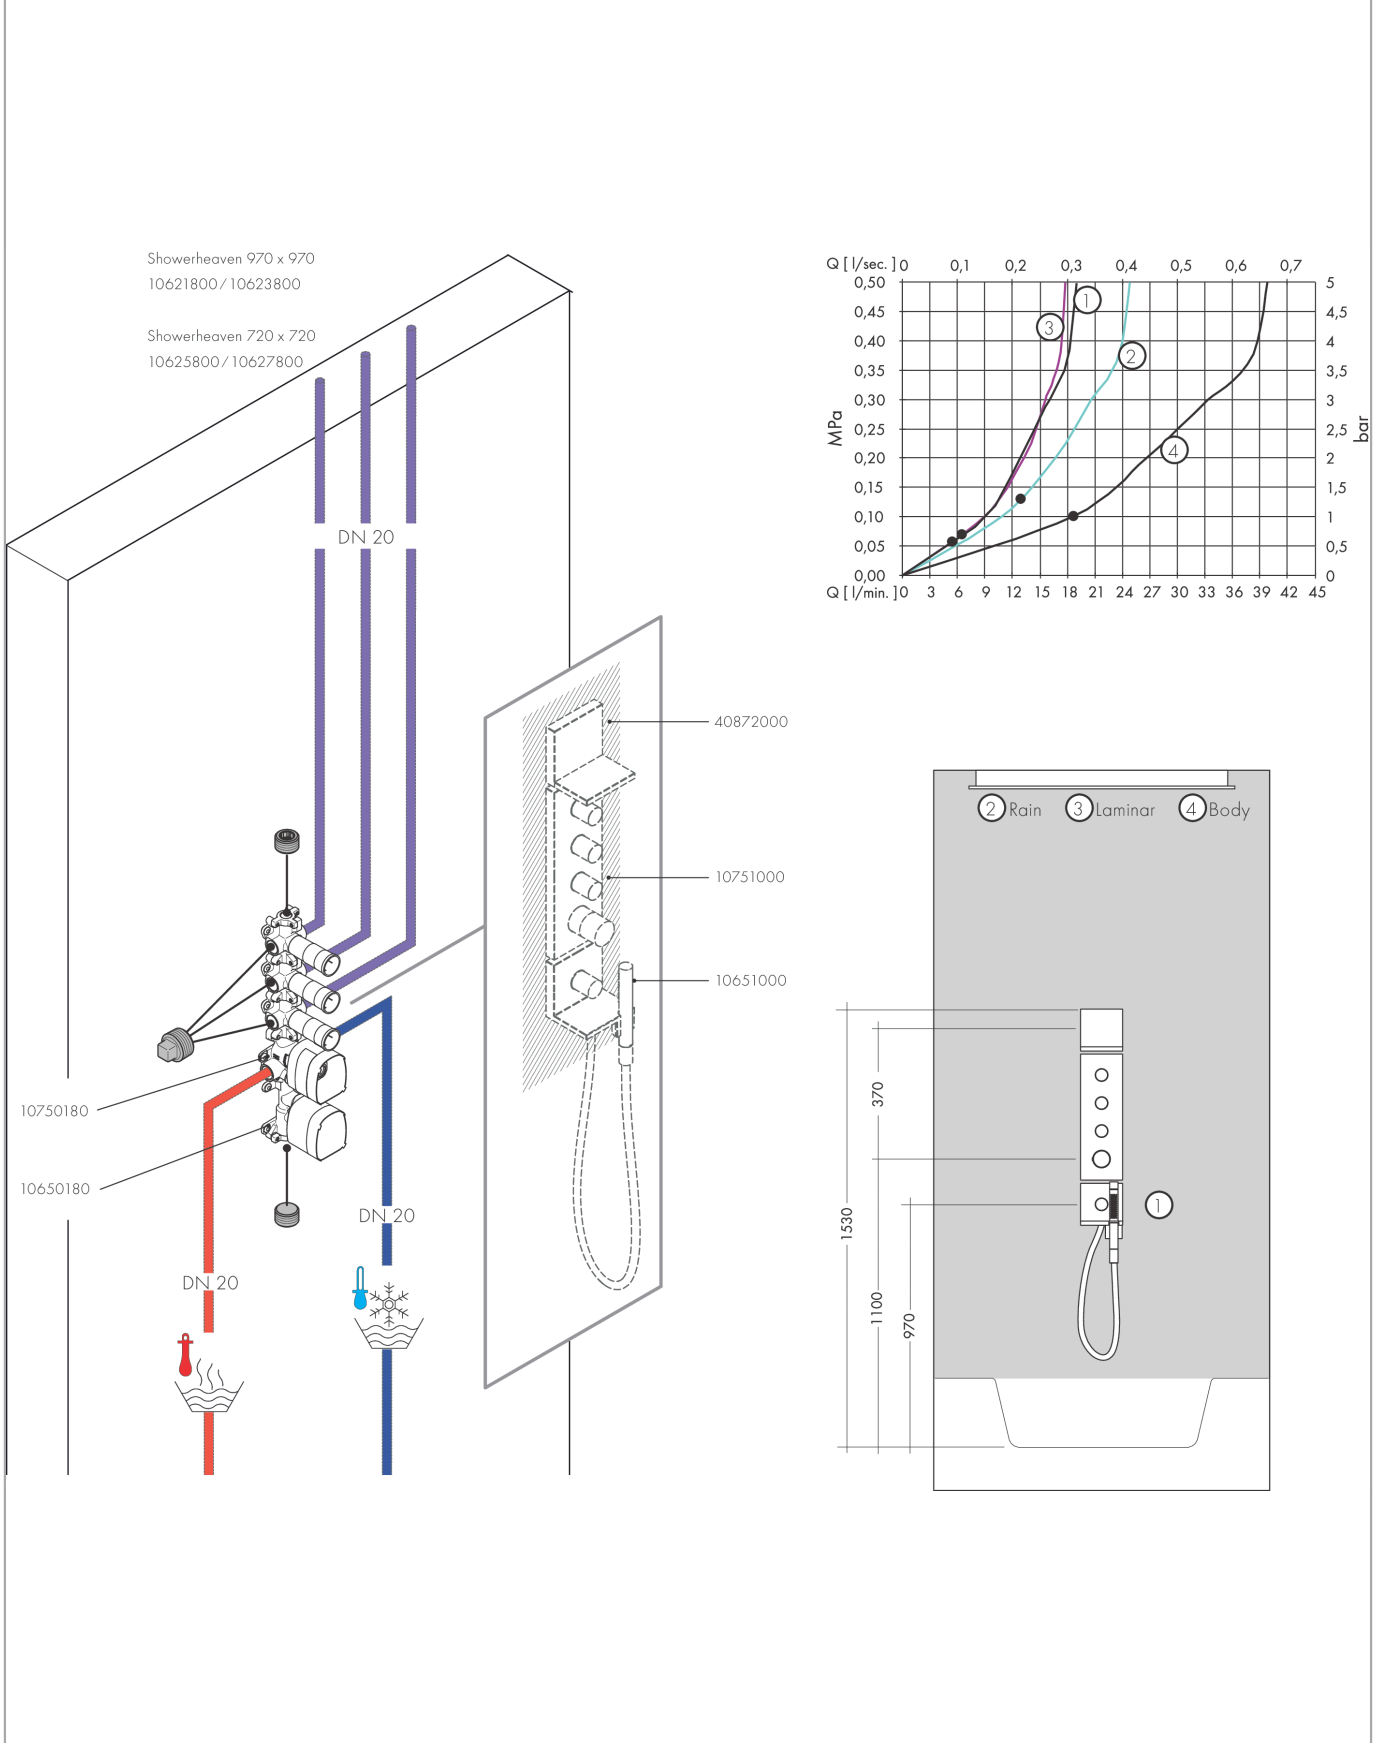 Showerheaven 970 x 970
10621800 / 10623800
Showerheaven 720 x 720
10625800 / 10627800
DN 20
40872000
10751000
10651000
10750180
10650180
DN 20
DN 20
Q [ l/sec. ] 0 0,1 0,2 0,3 0,4 0,5 0,6 0,7
0,50 5
0,45 4,5
0,40 4
0,35 3,5
0,30 3
0,25 2,5
0,20 2
0,15 1,5
0,10 1
0,05 0,5
0,00 0
MPa
bar
1
3
2
4
Q [ l/min. ] 0 3 6 9 12 15 18 21 24 27 30 33 36 39 42 45
2 Rain 3 Laminar 4 Body
370
1
1530
1100
970